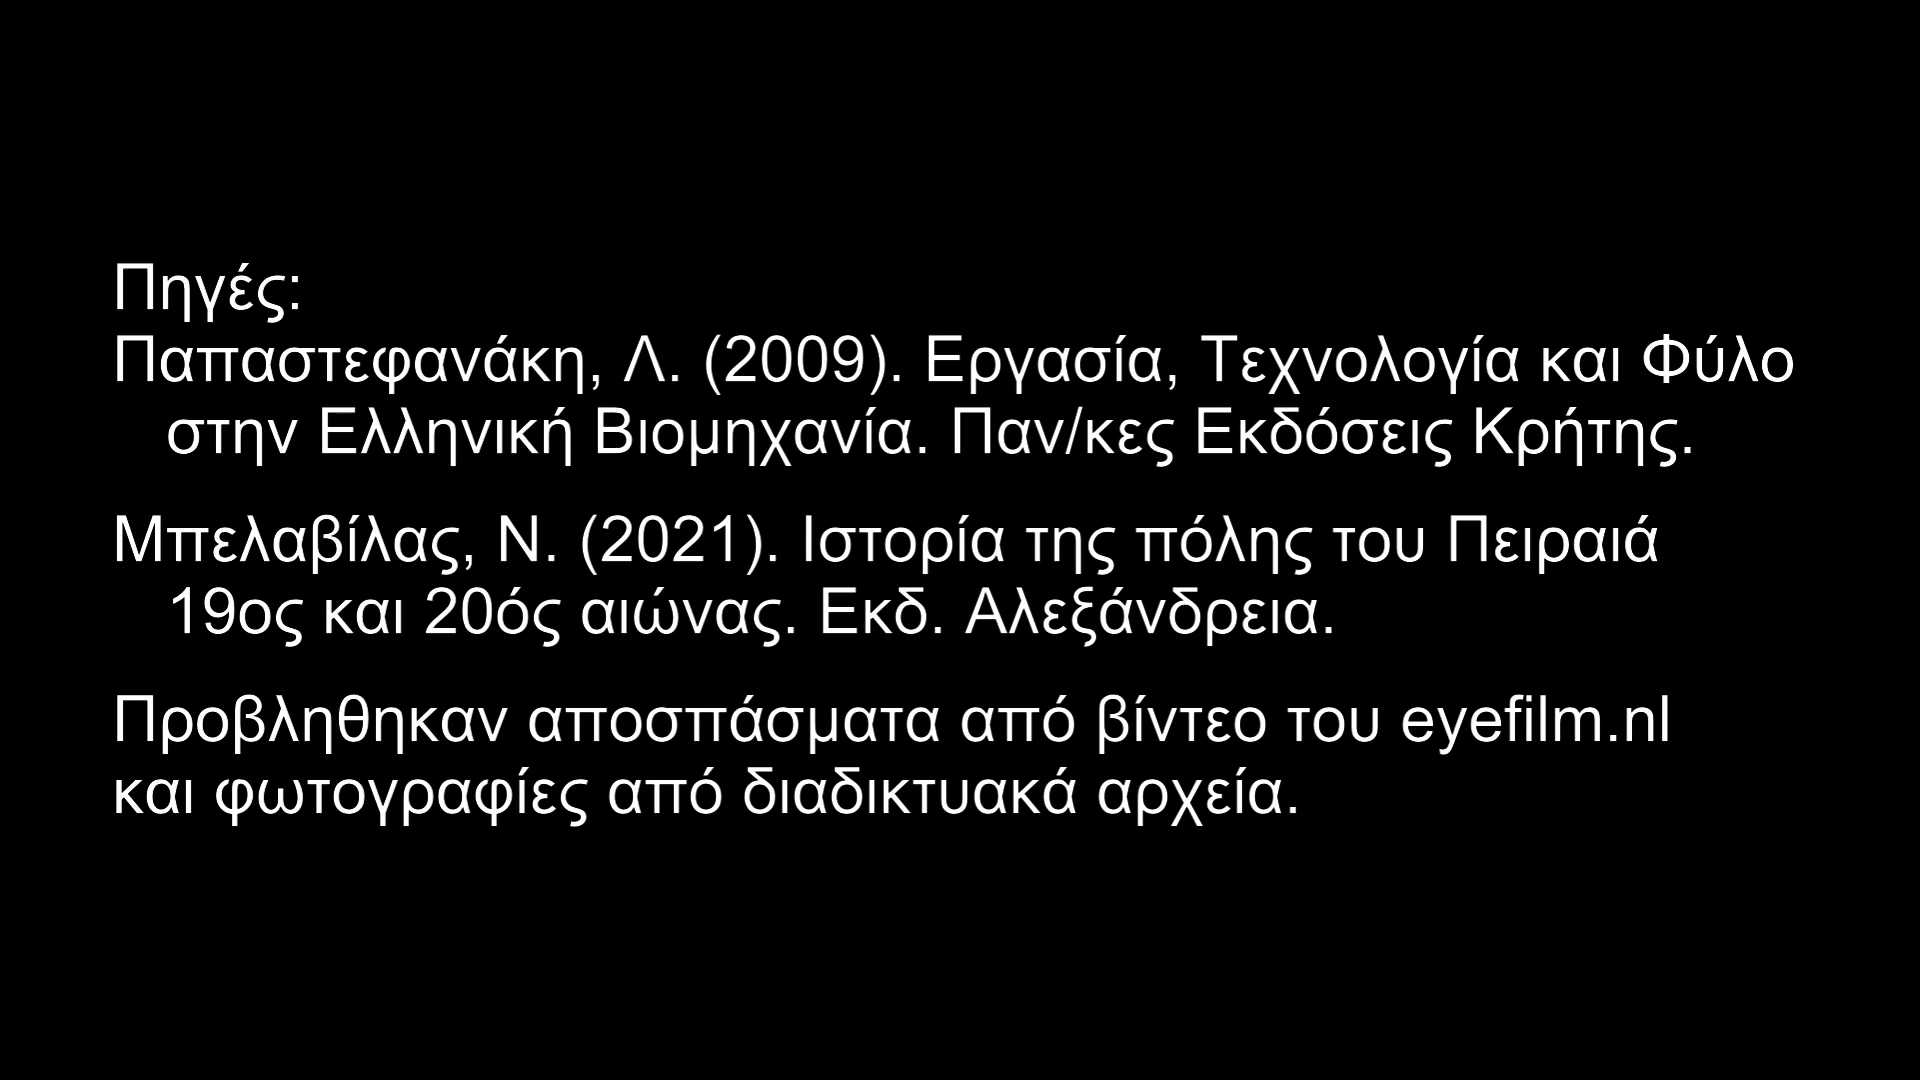 Πηγές:
Παπαστεφανάκη, Λ. (2009). Εργασία, Τεχνολογία και Φύλο
στην Ελληνική Βιομηχανία. Παν/κες Εκδόσεις Κρήτης.
Μπελαβίλας, Ν. (2021). Ιστορία της πόλης του Πειραιά
19ος και 20ός αιώνας. Εκδ. Αλεξάνδρεια.
Προβληθηκαν αποσπάσματα από βίντεο του eyefilm.nl
και φωτογραφίες από διαδικτυακά αρχεία.